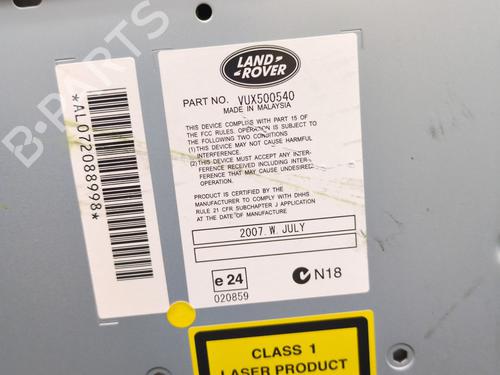 LAND
ROVER
PART NO. VUX500540
MADE IN MALAYSIA
THIS DEVICE COMPLIES WITH PART 15 OF
THE FCC RULES. OPERATION IS SUBJECT TO
THE FOLLOWING TWO CONDITIONS.
(1) THIS DEVICE MAY NOT CAUSE HARMFUL
INTERFERENCE.
(2) THIS DEVICE MUST ACCEPT ANY INTER-
FERENCE RECEIVED INCLUDING INTER-
FERENCE THAT MAY CAUSE UNDESIRED
OPERATION.
PRODUCT IS CERTIFIED BY THE
MANUFACTURER TO COMPLY WITH DHHS
RULE 21 CFR SUBCHAPTER J APPLICATION
AT THE DATE OF MANUFACTURE
2007 W JULY
e 24
020859
N18
*AL072088998*
CLASS 1
LASER PRODUCT
B-PARTS